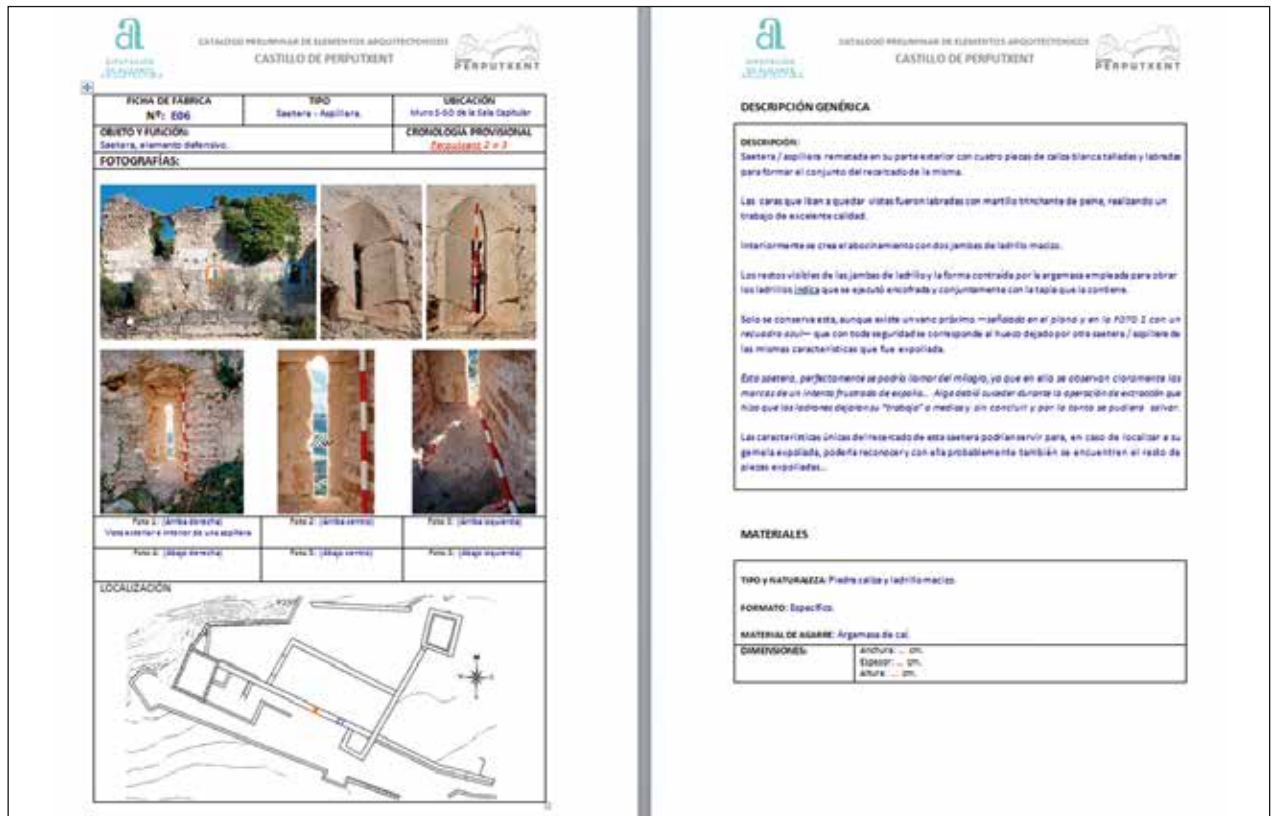 CATALOGO PRELIMINAR DE ELEMENTOS ARQUITECTONICOS
CASTILLO DE PERPUTXENT
PERPUTXENT
FICHA DE FÁBRICA
Nº: E06
TIPO
Saetera - Aspillera.
UBICACIÓN
Muro S-SO de la Sala Capitular
OBJETO Y FUNCIÓN:
Saetera, elemento defensivo.
CRONOLOGÍA PROVISIONAL
Perputxent 2 o 3
FOTOGRAFÍAS:
Foto 1: (Arriba derecha)
Vista exterior e interior de una aspillera
Foto 2: (Arriba centro)
Foto 3: (Arriba izquierda)
Foto 4: (Abajo derecha)
Foto 5: (Abajo centro)
Foto 3: (Abajo izquierda)
LOCALIZACIÓN
CATALOGO PRELIMINAR DE ELEMENTOS ARQUITECTONICOS
CASTILLO DE PERPUTXENT
PERPUTXENT
DESCRIPCIÓN GENÉRICA
DESCRIPCIÓN:
Saetera / aspillera rematada en su parte exterior con cuatro piezas de caliza blanca talladas y labradas
para formar el conjunto del recercado de la misma.
Las caras que iban a quedar vistas fueron labradas con martillo trinchante de peine, realizando un
trabajo de excelente calidad.
Interiormente se crea el abocinamiento con dos jambas de ladrillo macizo.
Los restos visibles de las jambas de ladrillo y la forma contraída por la argamasa empleada para obrar
los ladrillos indica que se ejecutó encofrada y conjuntamente con la tapia que la contiene.
Solo se conserva esta, aunque existe un vano próximo —señalado en el plano y en la FOTO 1 con un
recuadro azul— que con toda seguridad se corresponde al hueco dejado por otra saetera / aspillera de
las mismas características que fue expoliada.
Esta saetera, perfectamente se podría llamar del milagro, ya que en ella se observan claramente las
marcas de un intento frustrado de expolio... Algo debió suceder durante la operación de extracción que
hizo que los ladrones dejaron su "trabajo" a medias y sin concluir y por lo tanto se pudiera salvar.
Las características únicas del recercado de esta saetera podrían servir para, en caso de localizar a su
gemela expoliada, poderla reconocer y con ella probablemente también se encuentren el resto de
piezas expoliadas...
MATERIALES
TIPO y NATURALEZA: Piedra caliza y ladrillo macizo.
FORMATO: Específico.
MATERIAL DE AGARRE: Argamasa de cal.
DIMENSIONES:
Anchura: ... cm.
Espesor: ... cm.
Altura: ... cm.